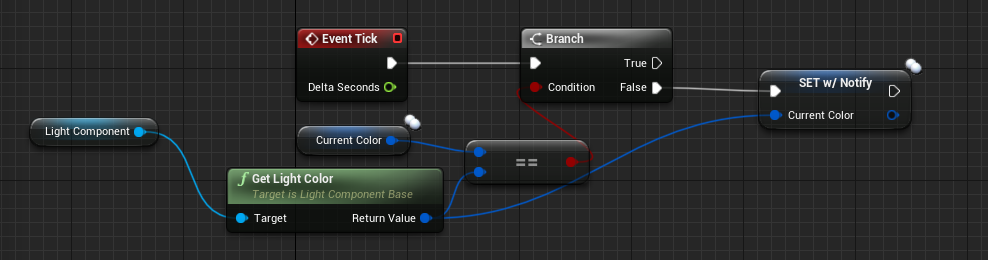 Event Tick
Delta Seconds
Branch
True
Condition
False
SET w/ Notify
Current Color
Light Component
Current Color
==
Get Light Color
Target is Light Component Base
Target
Return Value